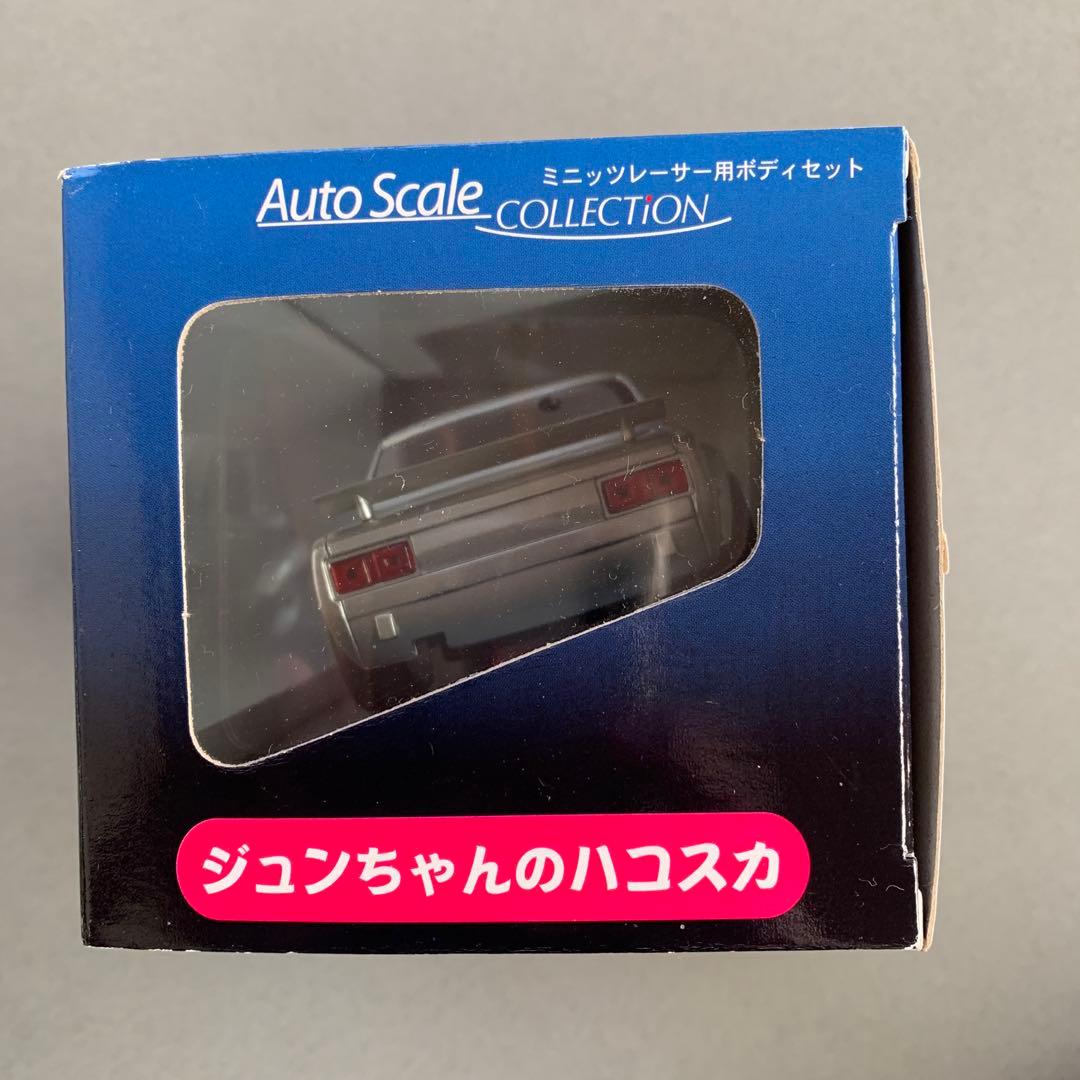 ミニッツレーサー用ボディセット
Auto Scale COLLECTiON
ジュンちゃんのハコスカ